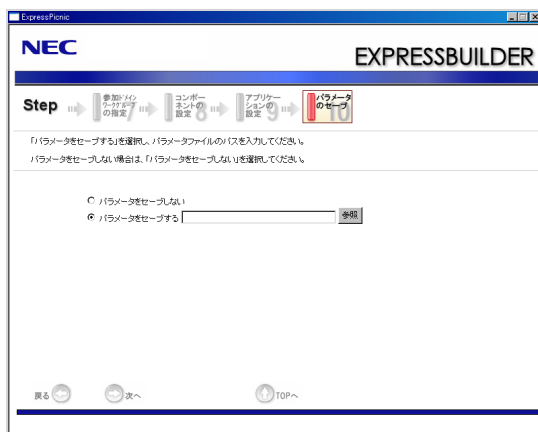 ExpressPicnic
NEC
EXPRESSBUILDER
Step
参加ドメイン
ワークグループ
の指定
7
コンポー
ネントの
設定
8
アプリケー
ションの
設定
9
パラメータ
のセーブ
10
「パラメータをセーブする」を選択し、パラメータファイルのパスを入力してください。
パラメータをセーブしない場合は、「パラメータをセーブしない」を選択してください。
パラメータをセーブしない
パラメータをセーブする
参照
戻る
次へ
TOPへ